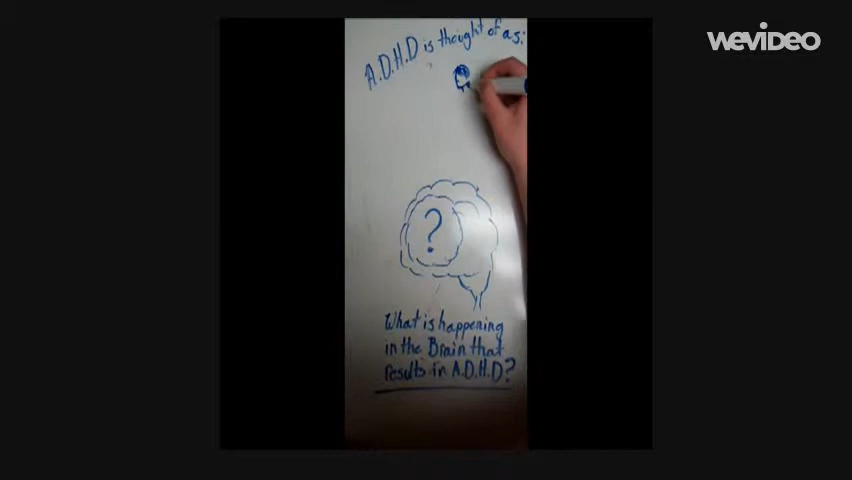 A.D.H.D is thought of as:
?
What is happening
in the Brain that
results in A.D.H.D?
WEVIDEO